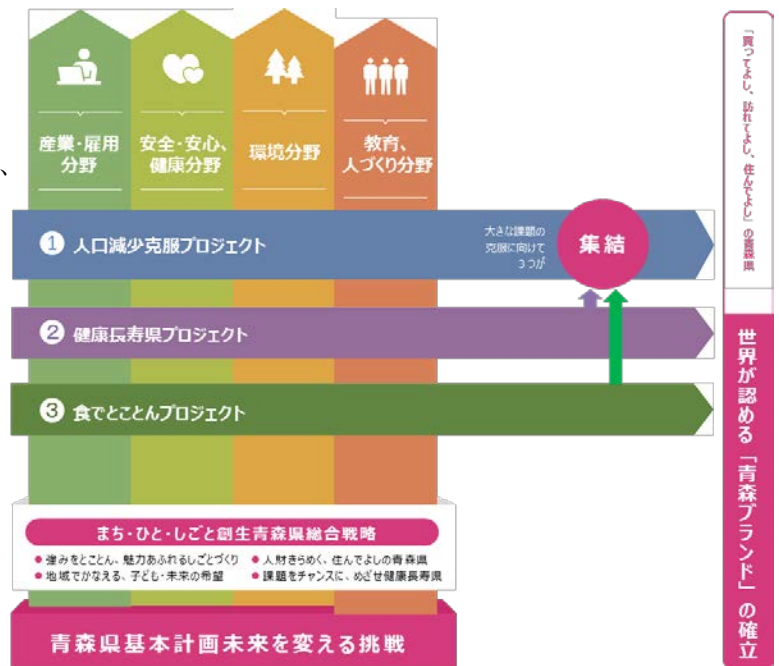 産業・雇用
分野
安全・安心、
健康分野
環境分野
教育、
人づくり分野
、
1 人口減少克服プロジェクト
大きな課題の
克服に向けて
3つが
集結
2 健康長寿県プロジェクト
3 食でとことんプロジェクト
まち・ひと・しごと創生青森県総合戦略
● 強みをとことん、魅力あふれるしごとづくり
● 人財きらめく、住んでよしの青森県
● 地域でかなえる、子ども・未来の希望
● 課題をチャンスに、めざせ健康長寿県
青森県基本計画未来を変える挑戦
「買ってよし、訪れてよし、住んでよし」の青森県
世界が認める「青森ブランド」の確立